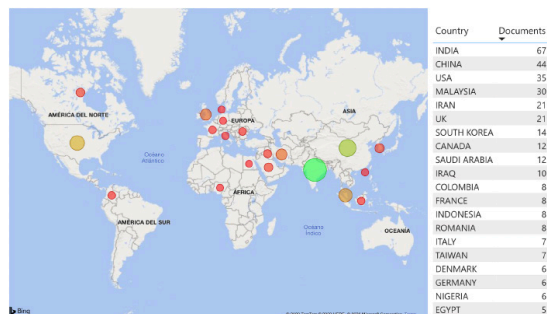 AMÉRICA DEL NORTE
EUROPA
ASIA
Océano
Atlántico
ÁFRICA
AMÉRICA DEL SUR
Océano
Índico
OCEANÍA
Bing
Country Documents
INDIA 67
CHINA 44
USA 35
MALAYSIA 30
IRAN 21
UK 21
SOUTH KOREA 14
CANADA 12
SAUDI ARABIA 12
IRAQ 10
COLOMBIA 8
FRANCE 8
INDONESIA 8
ROMANIA 8
ITALY 7
TAIWAN 7
DENMARK 6
GERMANY 6
NIGERIA 6
EGYPT 5